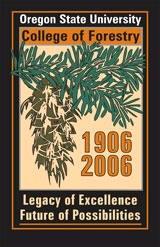 Oregon State University
College of Forestry
1906
2006
Legacy of Excellence
Future of Possibilities